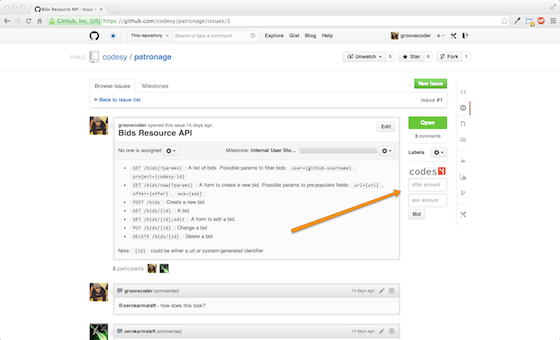 Bids Resource API · Issue #
GitHub, Inc. [US] https://github.com/codesy/patronage/issues/1
This repository Search or type a command Explore Gist Blog Help groovecoder
PUBLIC codesy / patronage Unwatch 5 Star 0 Fork 1
Browse Issues Milestones New Issue
Back to issue list Issue #1
groovecoder opened this issue 15 days ago Edit
Bids Resource API
No one is assigned Milestone: Internal User Sto...
GET /bids{?params} : A list of bids. Possible params to filter bids: user={github-username} ,
project={codesy-id}
GET /bids/new{?params} : A form to create a new bid. Possible params to pre-populate fields: url={url} ,
offer={offer} , ask={ask}
POST /bids : Create a new bid
GET /bids/{id} : A bid
GET /bids/{id};edit : A form to edit a bid.
PUT /bids/{id} : Change a bid
DELETE /bids/{id} : Delete a bid
Note: {id} could be either a url or system-generated identifier
Open
3 comments
Labels
codesy
offer amount
ask amount
Bid
2 participants
groovecoder commented 14 days ago
@zerokarmaleft - how does this look?
zerokarmaleft commented 14 days ago